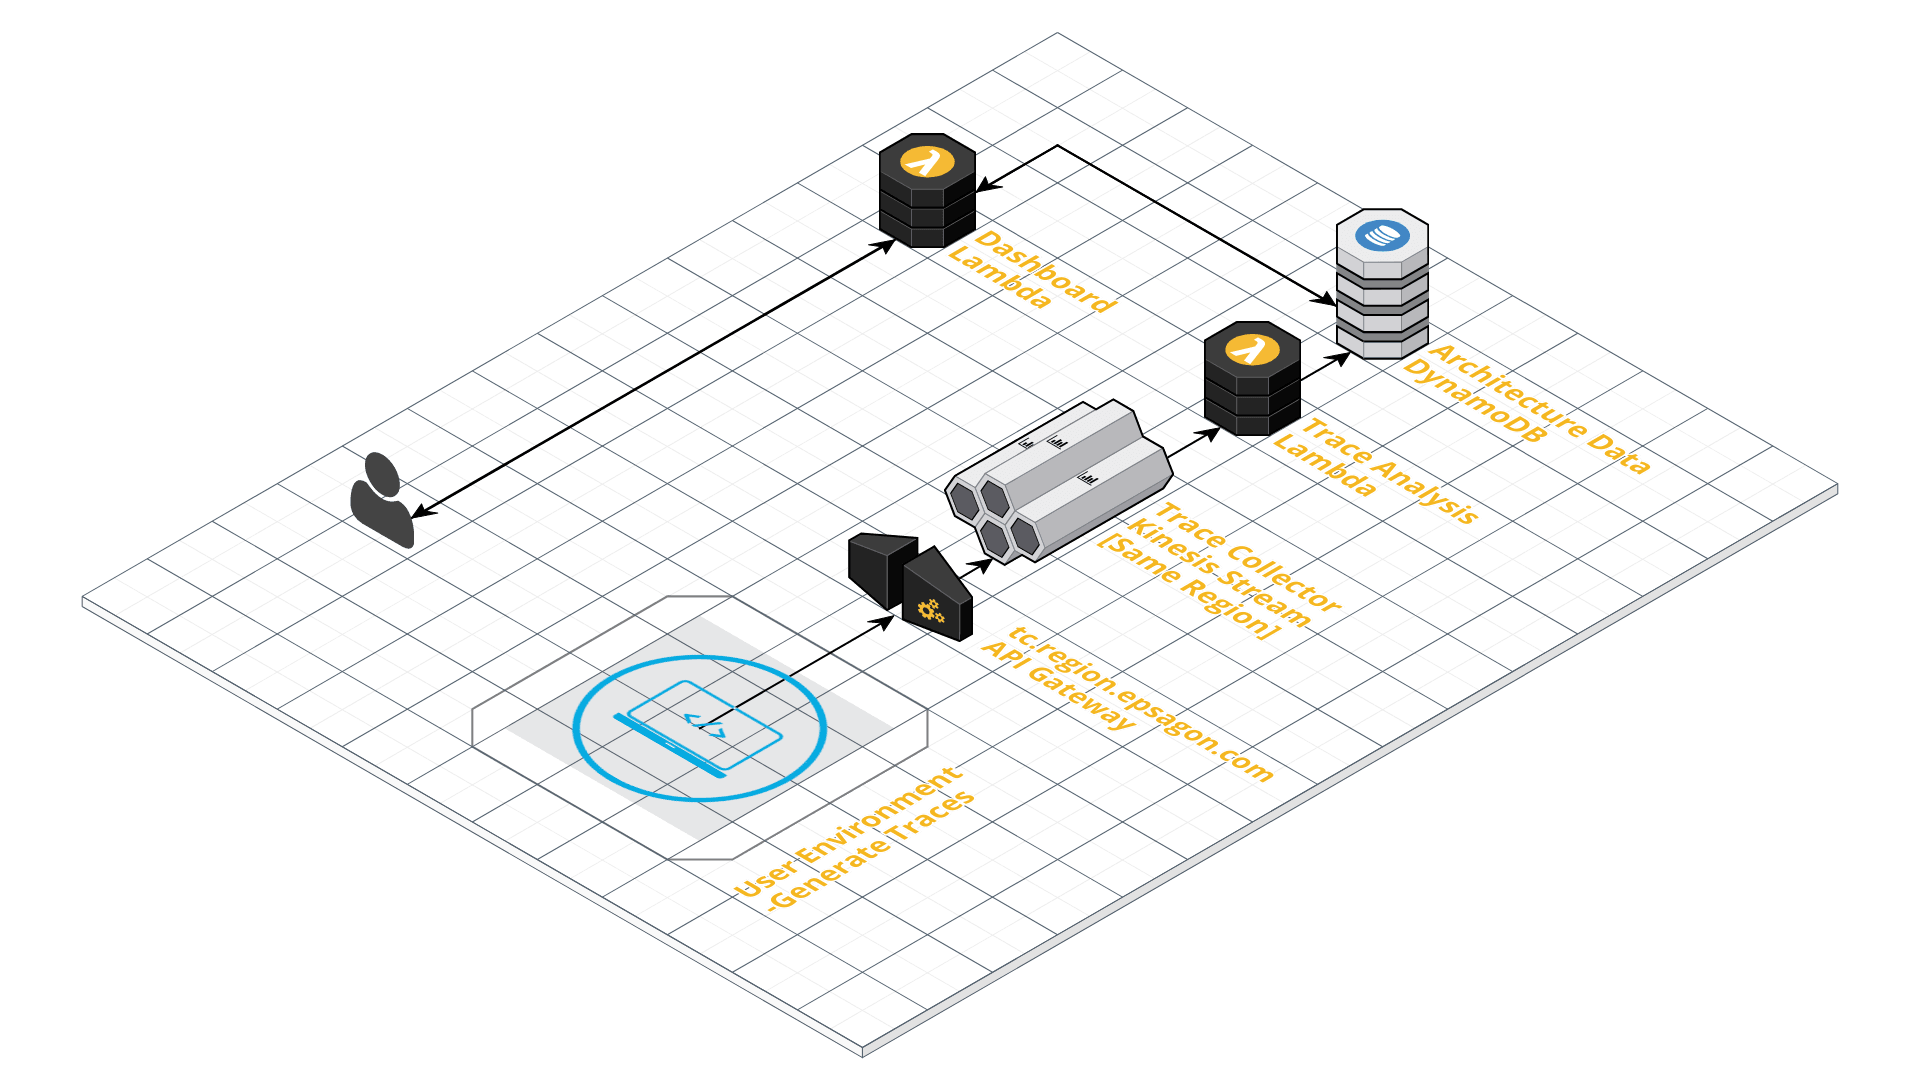 Dashboard
Lambda
Architecture Data
DynamoDB
Trace Analysis
Lambda
Trace Collector
Kinesis Stream
[Same Region]
tc.region.epsagon.com
API Gateway
User Environment
-Generate Traces